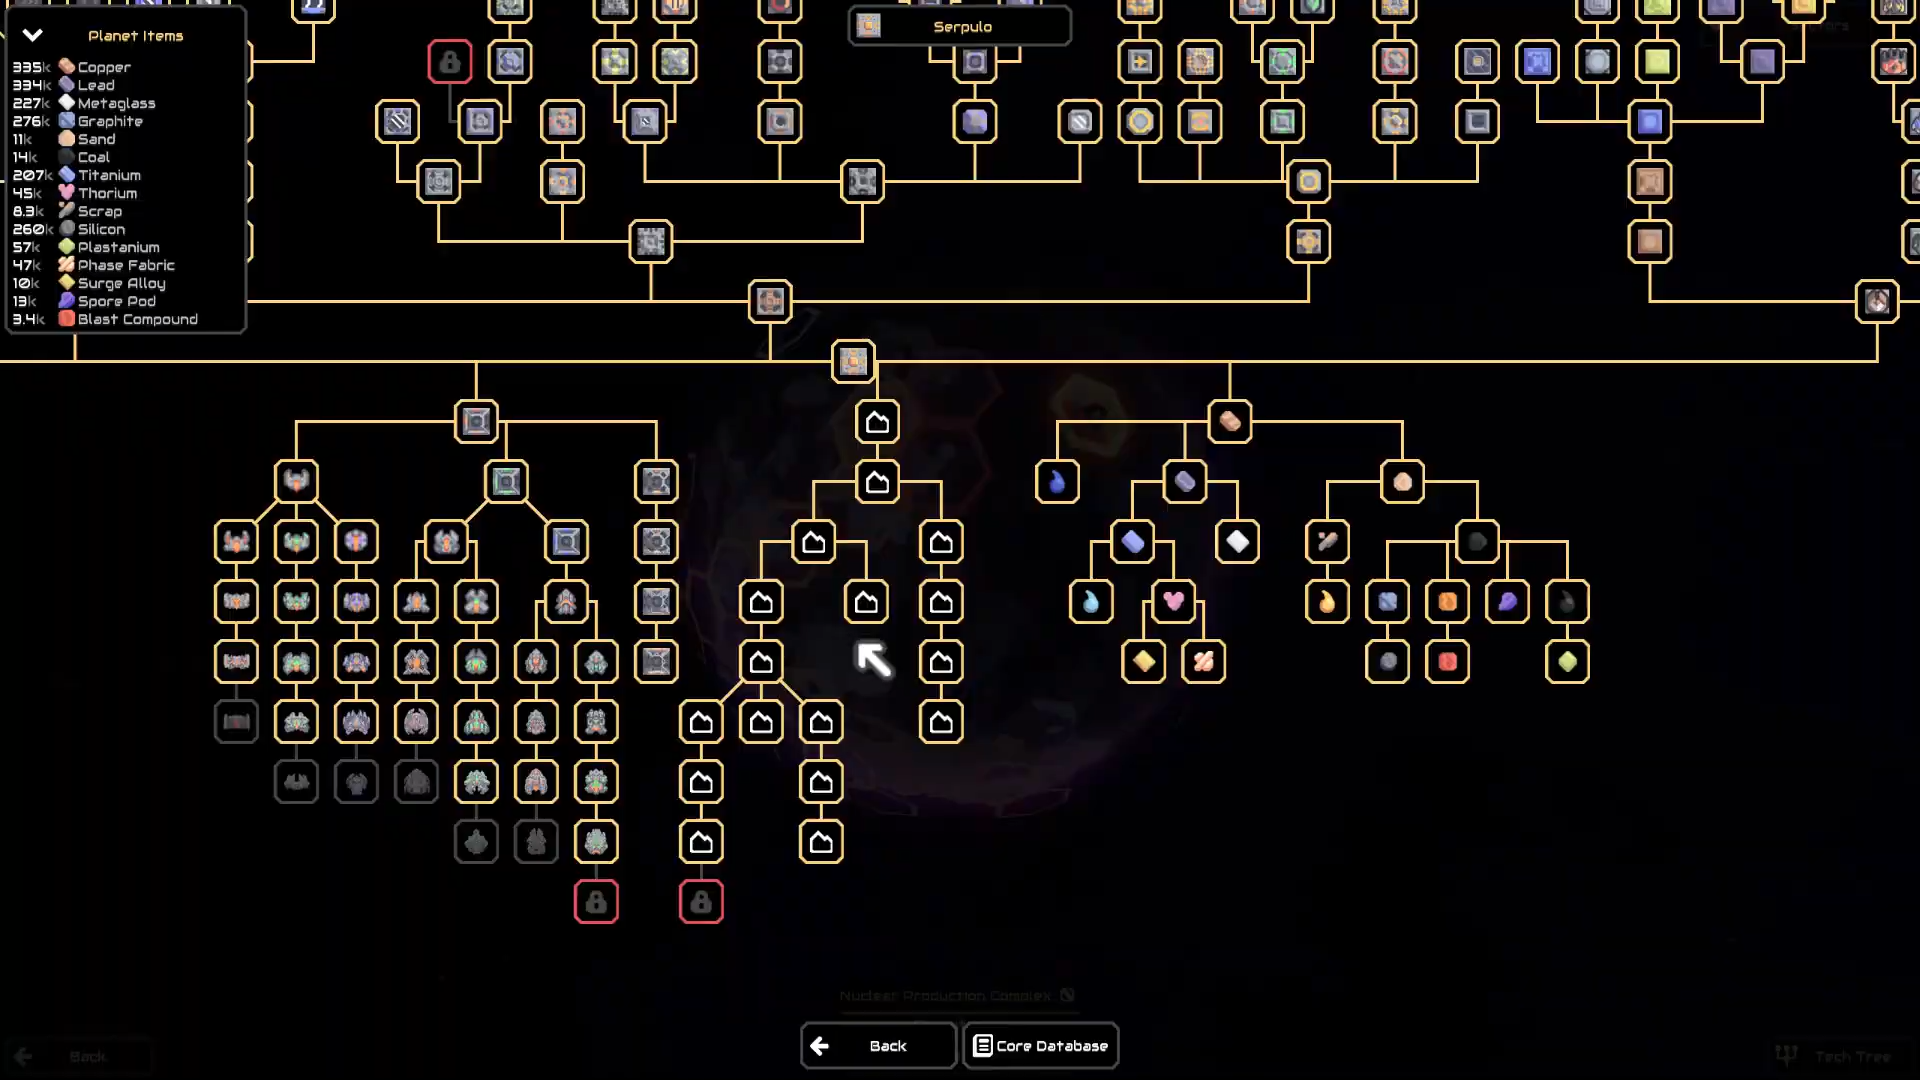 Planet Items
335k Copper
334k Lead
227k Metaglass
276k Graphite
11k Sand
14k Coal
207k Titanium
45k Thorium
8.3k Scrap
260k Silicon
57k Plastanium
47k Phase Fabric
10k Surge Alloy
13k Spore Pod
3.4k Blast Compound
Serpulo
Nuclear Production Complex
Back
Core Database
Back
Tech Tree